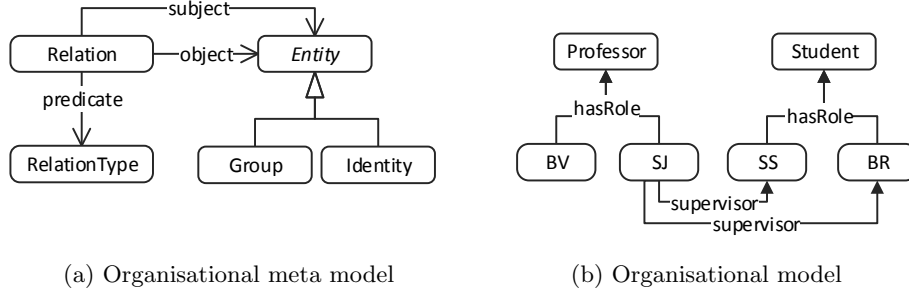 subject
Relation
object
Entity
predicate
RelationType
Group
Identity
(a) Organisational meta model
Professor
Student
hasRole
hasRole
BV
SJ
SS
BR
supervisor
supervisor
(b) Organisational model